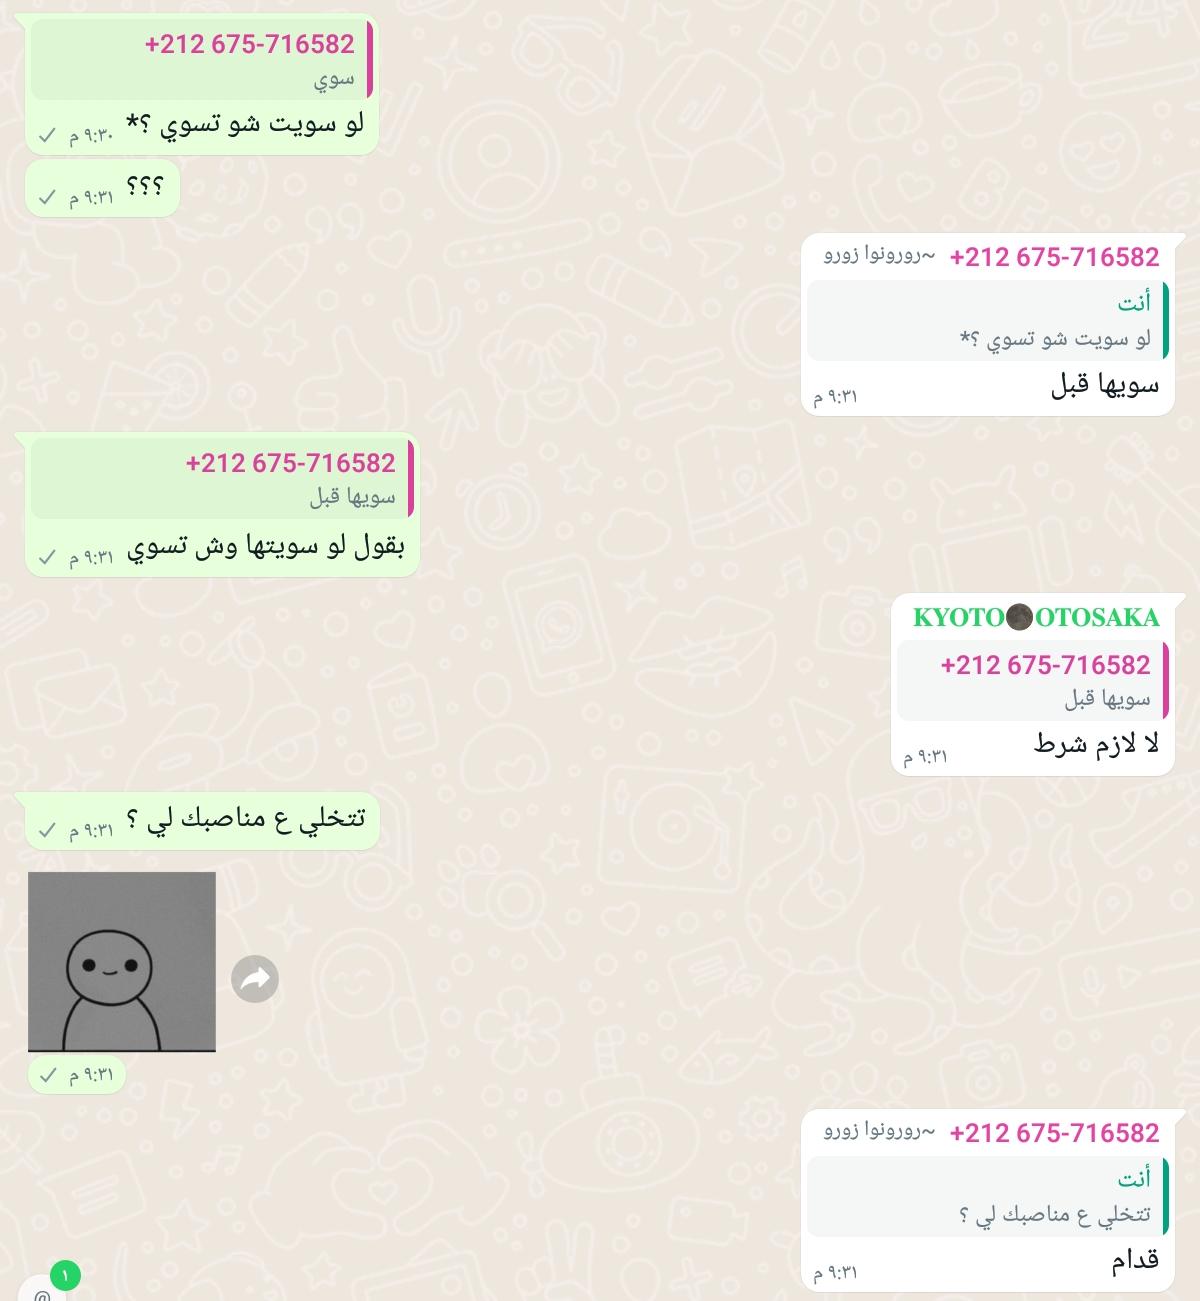 +212 675-716582
سوي
لو سويت شو تسوي ؟*
٩:٣٠ م
؟؟؟
٩:٣١ م
+212 675-716582 ~رورونوا زورو
أنت
لو سويت شو تسوي ؟*
سويها قبل
٩:٣١ م
+212 675-716582
سويها قبل
بقول لو سويتها وش تسوي
٩:٣١ م
KYOTO🌑OTOSAKA
+212 675-716582
سويها قبل
لا لازم شرط
٩:٣١ م
تتخلي ع مناصبك لي ؟
٩:٣١ م
٩:٣١ م
+212 675-716582 ~رورونوا زورو
أنت
تتخلي ع مناصبك لي ؟
قدام
٩:٣١ م
١
@